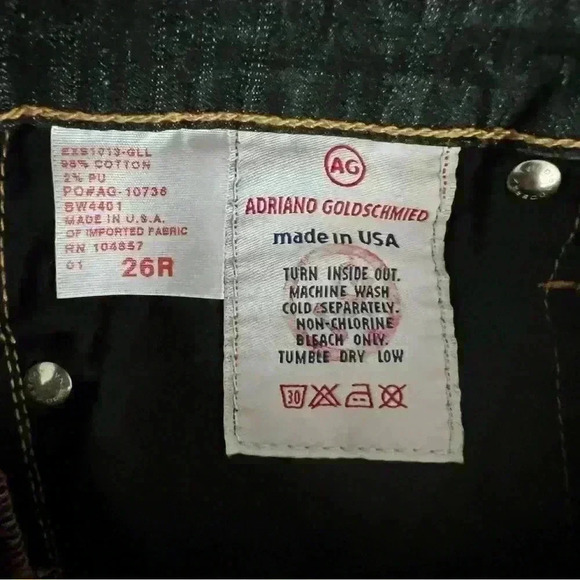 EXB1013-GLL
98% COTTON
2% PU
PO#AG-10736
BW4401
MADE IN U.S.A.
OF IMPORTED FABRIC
RN 104857
01 26R
AG
ADRIANO GOLDSCHMIED
made in USA
TURN INSIDE OUT.
MACHINE WASH
COLD SEPARATELY.
NON-CHLORINE
BLEACH ONLY.
TUMBLE DRY LOW
30